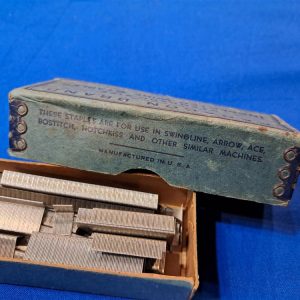 THESE STAPLES ARE FOR USE IN SWINGLINE, ARROW, ACE,
BOSTITCH, HOTCHKISS AND OTHER SIMILAR MACHINES.
MANUFACTURED IN U.S.A.